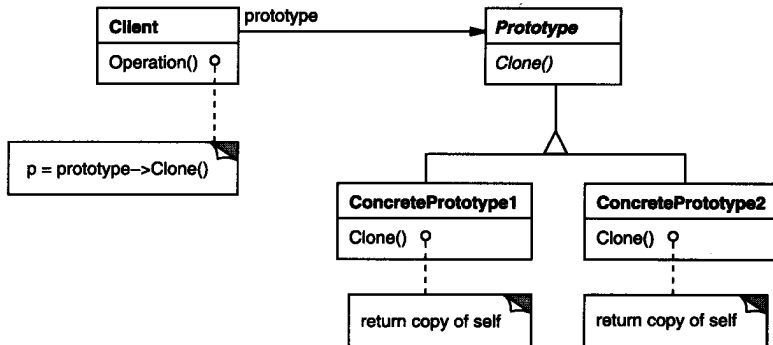 prototype
Client
Operation()
Prototype
Clone()
p = prototype->Clone()
ConcretePrototype1
Clone()
ConcretePrototype2
Clone()
return copy of self
return copy of self